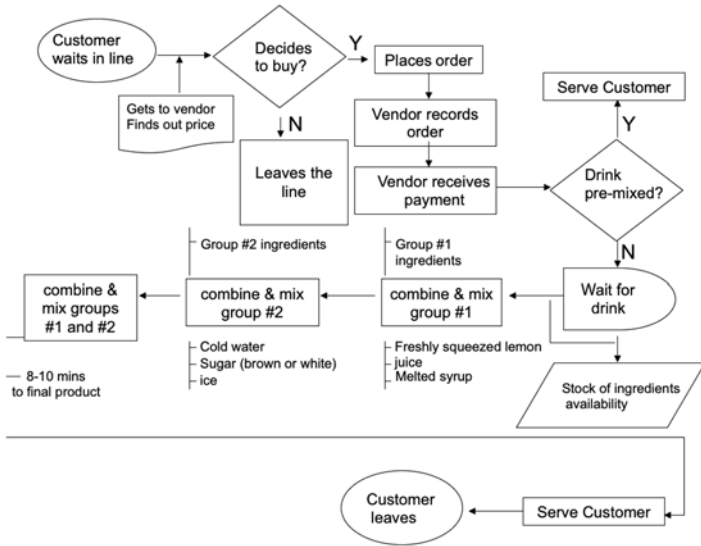 Customer
waits in line
Decides
to buy?
Y
Places order
Serve Customer
Gets to vendor
Finds out price
N
Vendor records
order
Y
Leaves the
line
Vendor receives
payment
Drink
pre-mixed?
Group #2 ingredients
Group #1
ingredients
N
combine &
mix groups
#1 and #2
combine & mix
group #2
combine & mix
group #1
Wait for
drink
8-10 mins
to final product
Cold water
Sugar (brown or white)
ice
Freshly squeezed lemon
juice
Melted syrup
Stock of ingredients
availability
Customer
leaves
Serve Customer